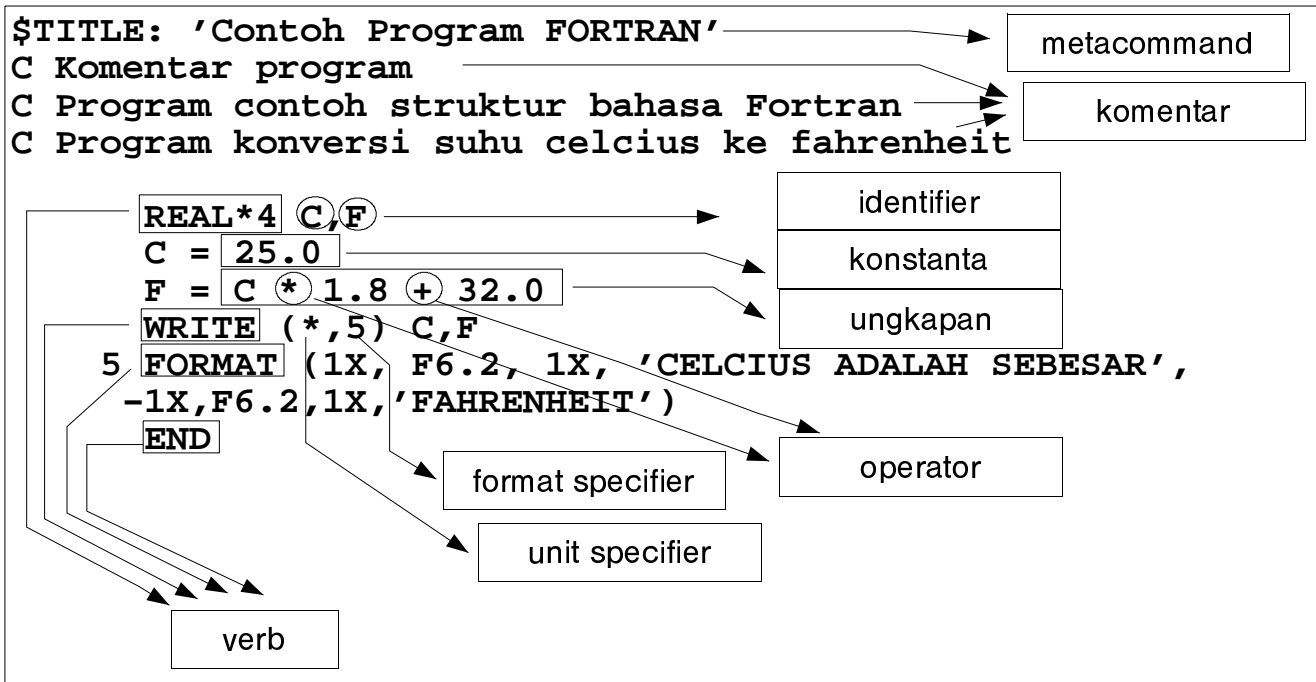 $TITLE: 'Contoh Program FORTRAN'
metacommand
C Komentar program
C Program contoh struktur bahasa Fortran
komentar
C Program konversi suhu celcius ke fahrenheit
REAL*4 C,F
identifier
C = 25.0
konstanta
F = C * 1.8 + 32.0
ungkapan
WRITE (*,5) C,F
5 FORMAT (1X, F6.2, 1X, 'CELCIUS ADALAH SEBESAR',
-1X,F6.2,1X,'FAHRENHEIT')
END
operator
format specifier
unit specifier
verb